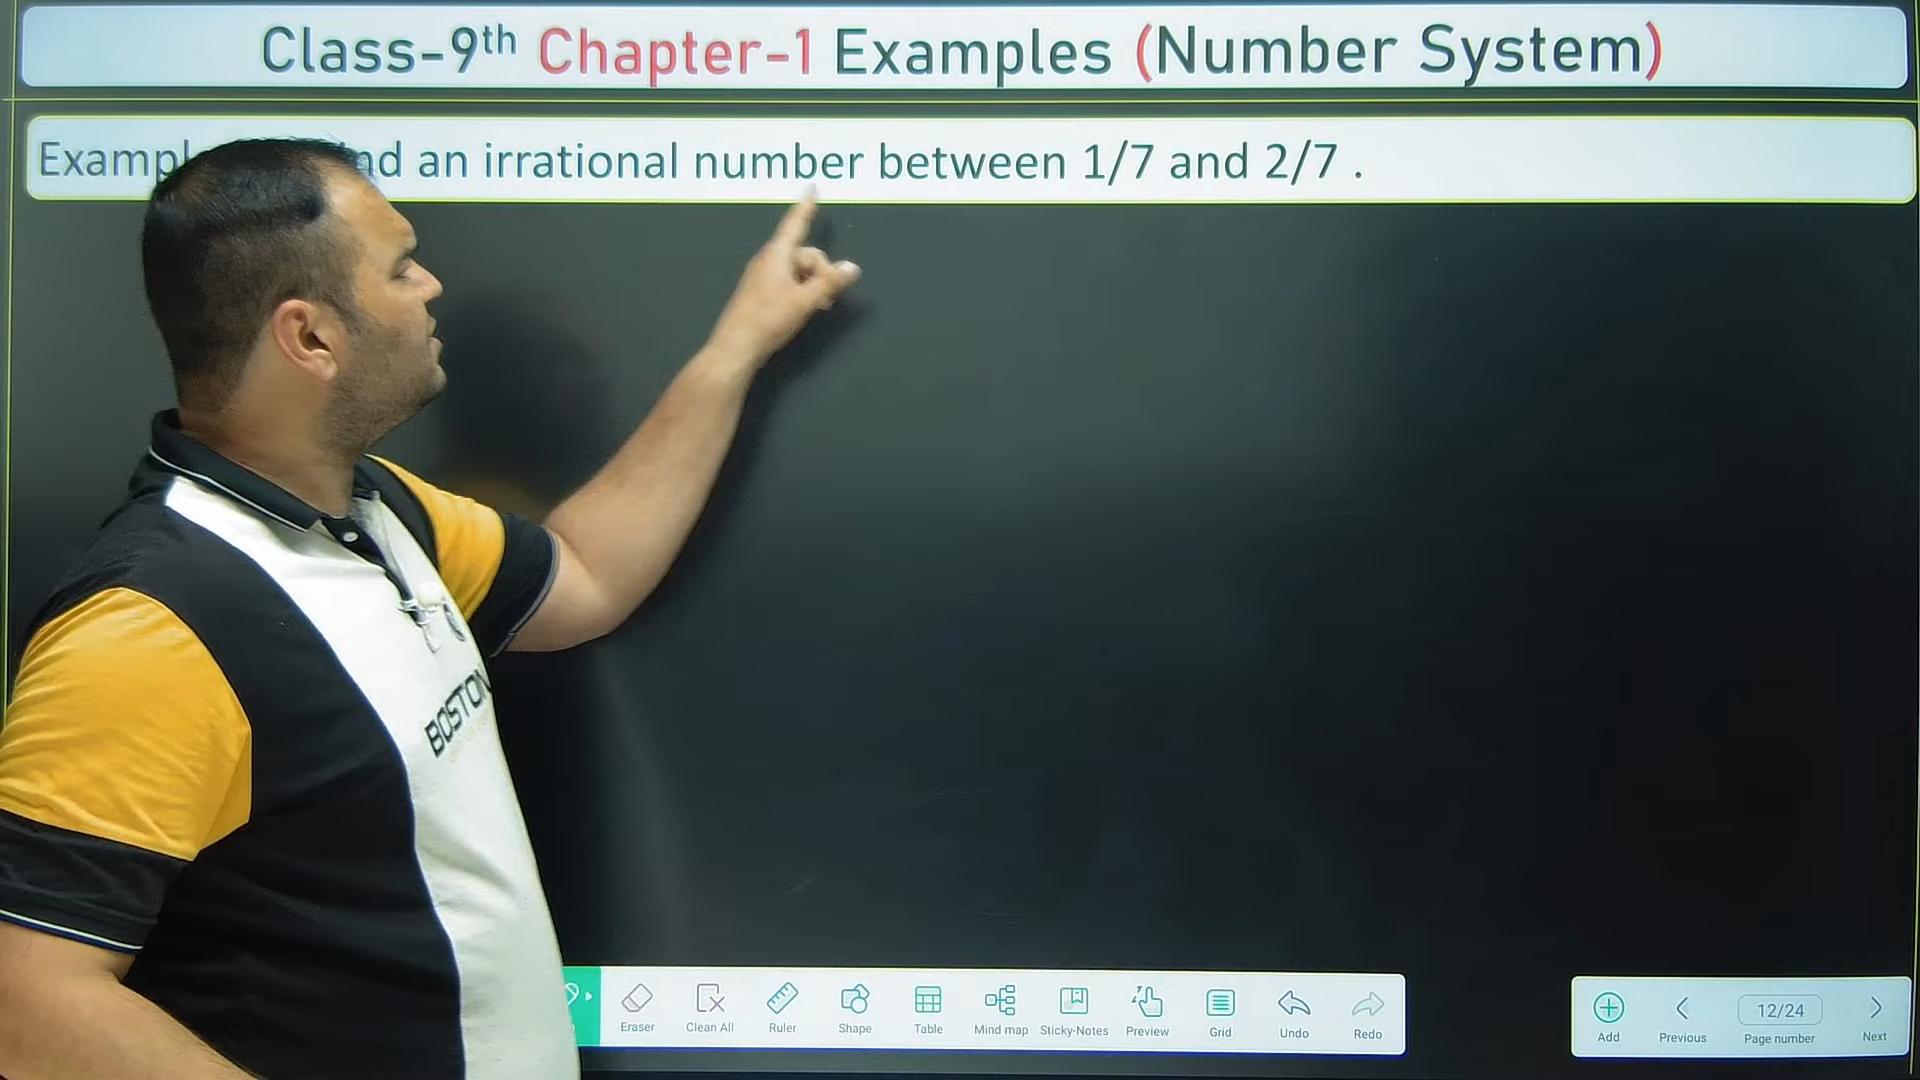 Class-9th Chapter-1 Examples (Number System)
an irrational number between 1/7 and 2/7 .
BOSTON
Eraser
Clean All
Ruler
Shape
Table
Mind map
Sticky-Notes
Preview
Grid
Undo
Redo
Add
Previous
12/24
Page number
Next